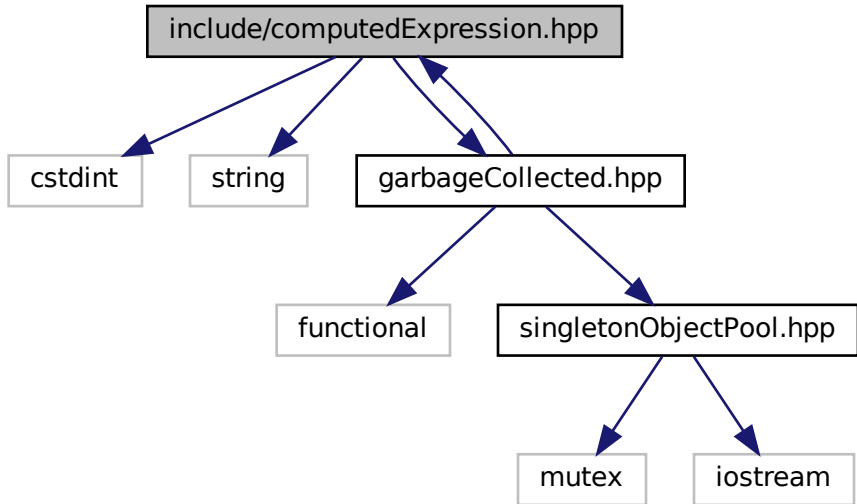 include/computedExpression.hpp
cstdint
string
garbageCollected.hpp
functional
singletonObjectPool.hpp
mutex
iostream